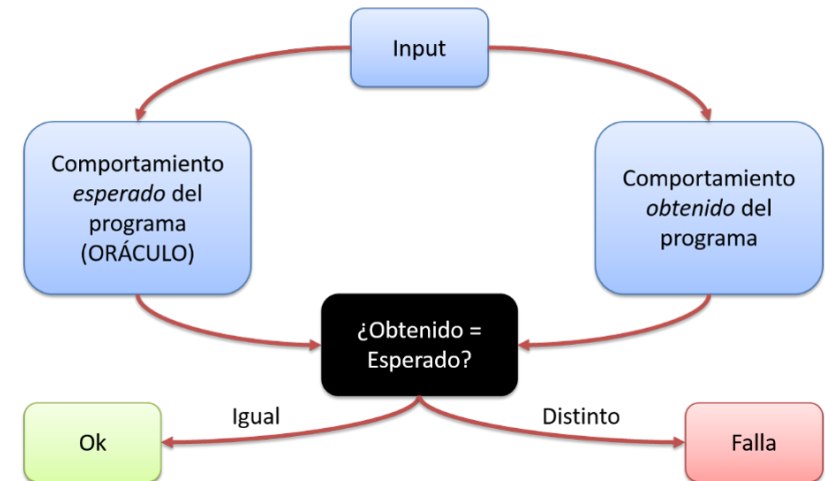 Input
Comportamiento
esperado del
programa
(ORÁCULO)
Comportamiento
obtenido del
programa
¿Obtenido =
Esperado?
Igual
Distinto
Ok
Falla